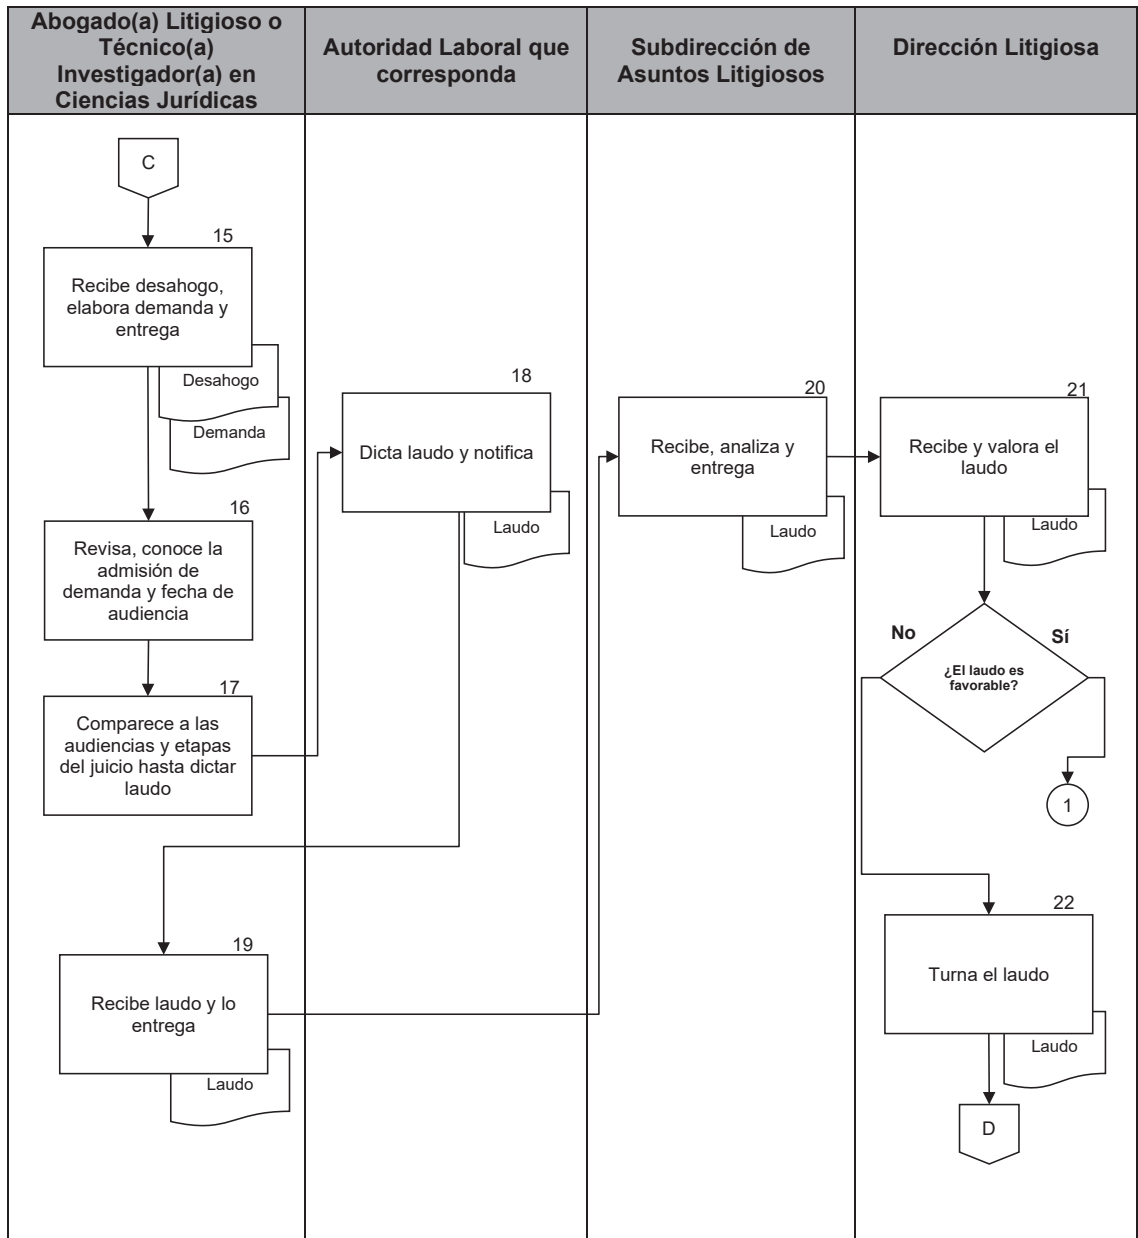 Abogado(a) Litigioso o
Técnico(a)
Investigador(a) en
Ciencias Jurídicas
Autoridad Laboral que
corresponda
Subdirección de
Asuntos Litigiosos
Dirección Litigiosa
C
15
Recibe desahogo,
elabora demanda y
entrega
Desahogo
Demanda
16
Revisa, conoce la
admisión de
demanda y fecha de
audiencia
17
Comparece a las
audiencias y etapas
del juicio hasta dictar
laudo
18
Dicta laudo y notifica
Laudo
19
Recibe laudo y lo
entrega
Laudo
20
Recibe, analiza y
entrega
Laudo
21
Recibe y valora el
laudo
Laudo
No
Sí
¿El laudo es
favorable?
1
22
Turna el laudo
Laudo
D